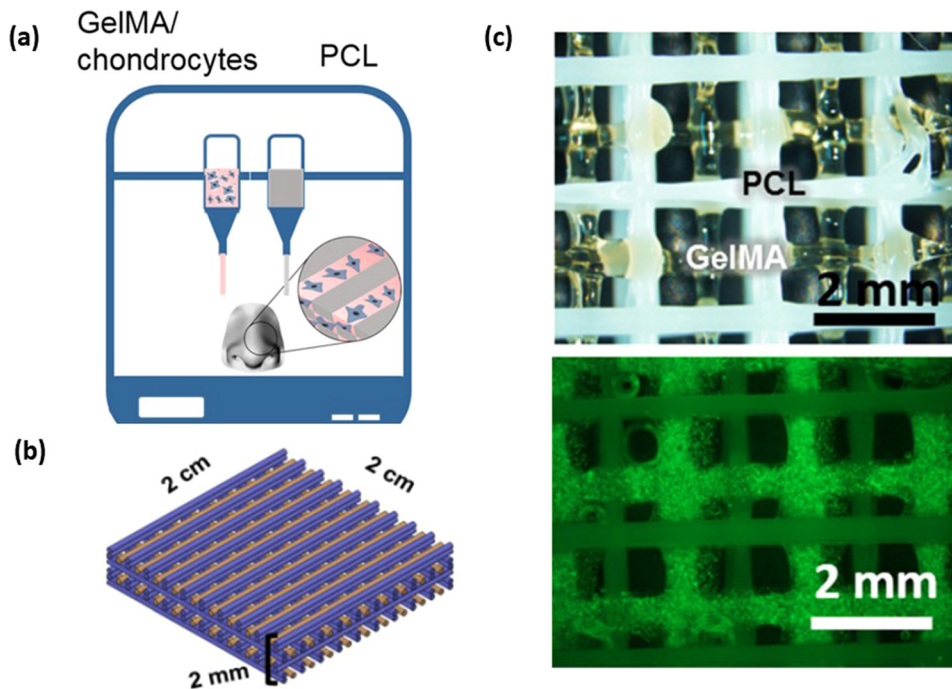 (a)
GelMA/
chondrocytes
PCL
(b)
2 cm
2 cm
2 mm
(c)
PCL
GelMA
2 mm
2 mm